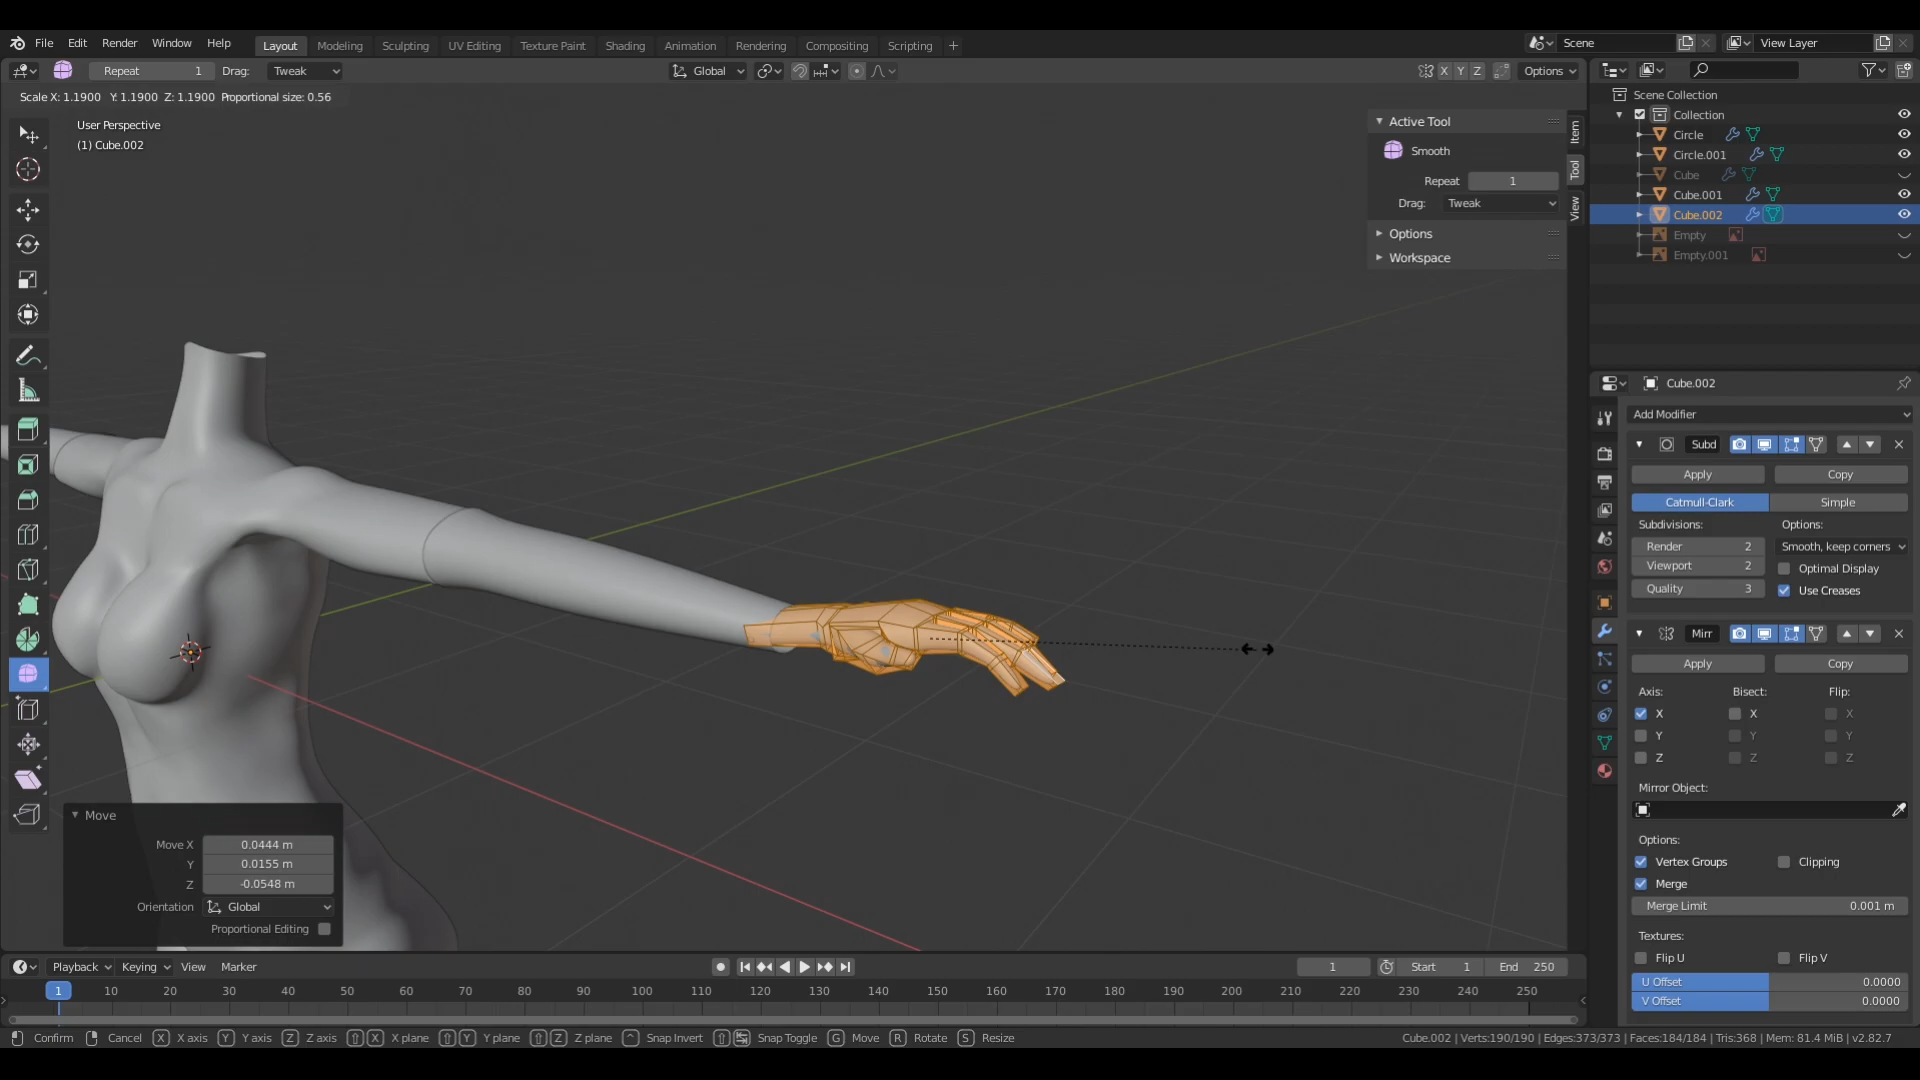 File Edit Render Window Help Layout Modeling Sculpting UV Editing Texture Paint Shading Animation Rendering Compositing Scripting + Scene View Layer
Repeat 1 Drag: Tweak Global X Y Z Options
Scale X: 1.1900 Y: 1.1900 Z: 1.1900 Proportional size: 0.56
User Perspective
(1) Cube.002
Active Tool
Smooth
Repeat 1
Drag: Tweak
Options
Workspace
Item
Tool
View
Scene Collection
Collection
Circle
Circle.001
Cube
Cube.001
Cube.002
Empty
Empty.001
Cube.002
Add Modifier
Subd
Apply Copy
Catmull-Clark Simple
Subdivisions: Options:
Render 2 Smooth, keep corners
Viewport 2 Optimal Display
Quality 3 Use Creases
Mirr
Apply Copy
Axis: Bisect: Flip:
X X X
Y Y Y
Z Z Z
Mirror Object:
Options:
Vertex Groups Clipping
Merge
Merge Limit 0.001 m
Textures:
Flip U Flip V
U Offset 0.0000
V Offset 0.0000
Move
Move X 0.0444 m
Y 0.0155 m
Z -0.0548 m
Orientation Global
Proportional Editing
Playback Keying View Marker 1 Start 1 End 250
1 10 20 30 40 50 60 70 80 90 100 110 120 130 140 150 160 170 180 190 200 210 220 230 240 250
Confirm Cancel X X axis Y Y axis Z Z axis X X plane Y Y plane Z Z plane Snap Invert Snap Toggle G Move R Rotate S Resize Cube.002 | Verts:190/190 | Edges:373/373 | Faces:184/184 | Tris:368 | Mem: 81.4 MiB | v2.82.7